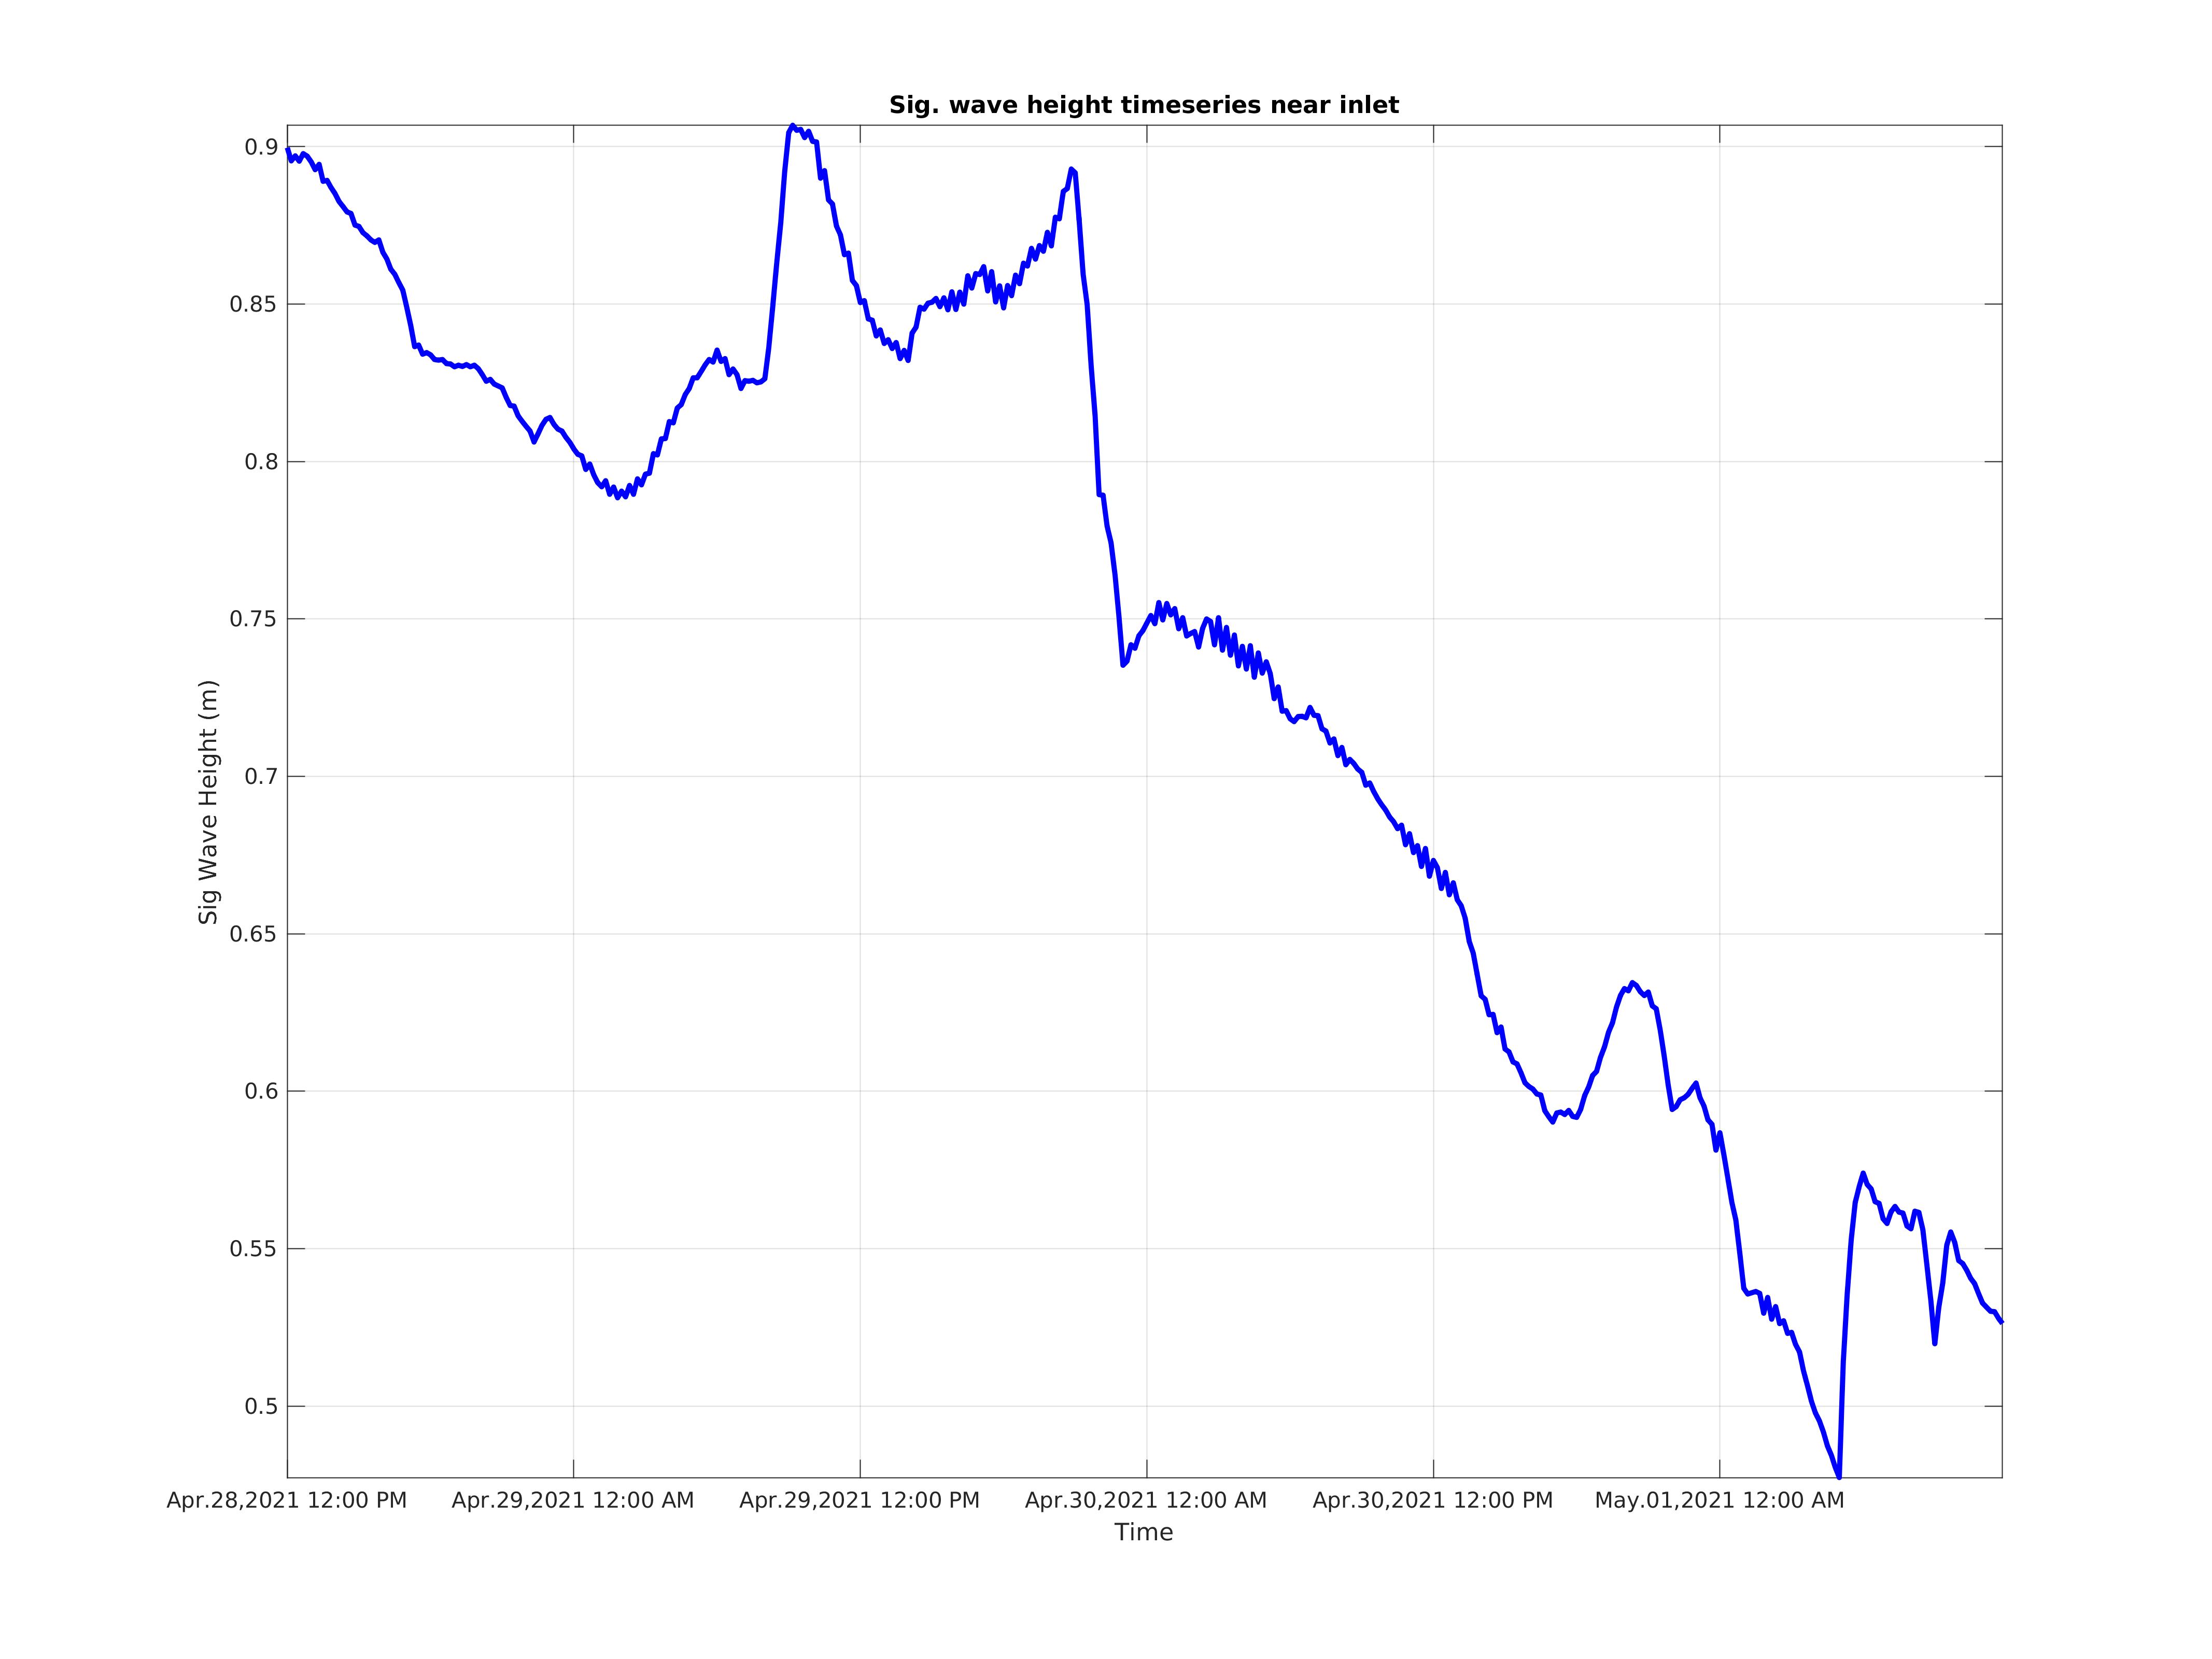 Sig. wave height timeseries near inlet
0.9
0.85
0.8
0.75
0.7
0.65
0.6
0.55
0.5
Sig Wave Height (m)
Apr.28,2021 12:00 PM Apr.29,2021 12:00 AM Apr.29,2021 12:00 PM Apr.30,2021 12:00 AM Apr.30,2021 12:00 PM May.01,2021 12:00 AM
Time